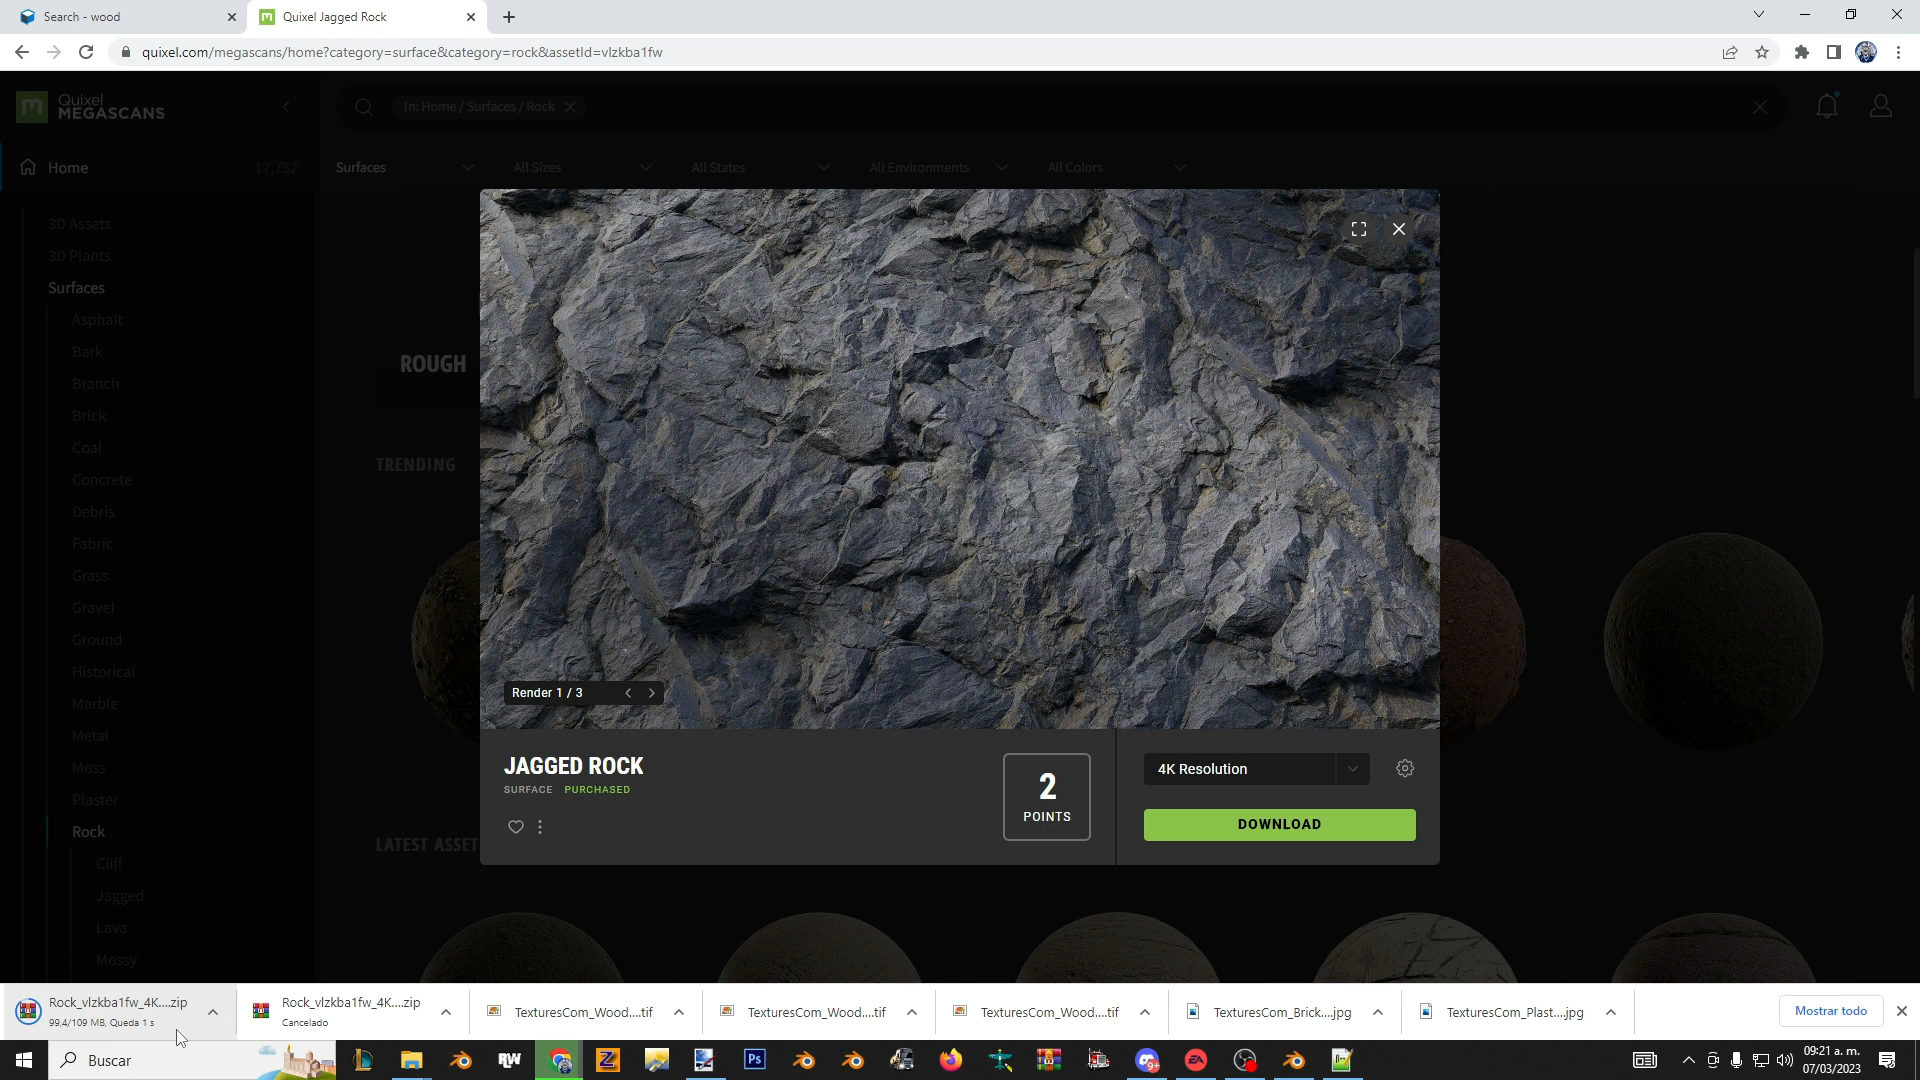 Search - wood
Quixel Jagged Rock
quixel.com/megascans/home?category=surface&category=rock&assetId=vlzkba1fw
Quixel
MEGASCANS
In: Home / Surfaces / Rock
Home
17,752
Surfaces
All Sizes
All States
All Environments
All Colors
3D Assets
3D Plants
Surfaces
Asphalt
Bark
Branch
Brick
Coal
Concrete
Debris
Fabric
Grass
Gravel
Ground
Historical
Marble
Metal
Moss
Plaster
Rock
Cliff
Jagged
Lava
Mossy
ROUGH
TRENDING
LATEST ASSET
Render 1 / 3
JAGGED ROCK
SURFACE PURCHASED
2
POINTS
4K Resolution
DOWNLOAD
Rock_vlzkba1fw_4K....zip
99,4/109 MB, Queda 1 s
Rock_vlzkba1fw_4K....zip
Cancelado
TexturesCom_Wood....tif
TexturesCom_Wood....tif
TexturesCom_Wood....tif
TexturesCom_Brick....jpg
TexturesCom_Plast....jpg
Mostrar todo
Buscar
RW
Z
Ps
9+
EA
09:21 a. m.
07/03/2023